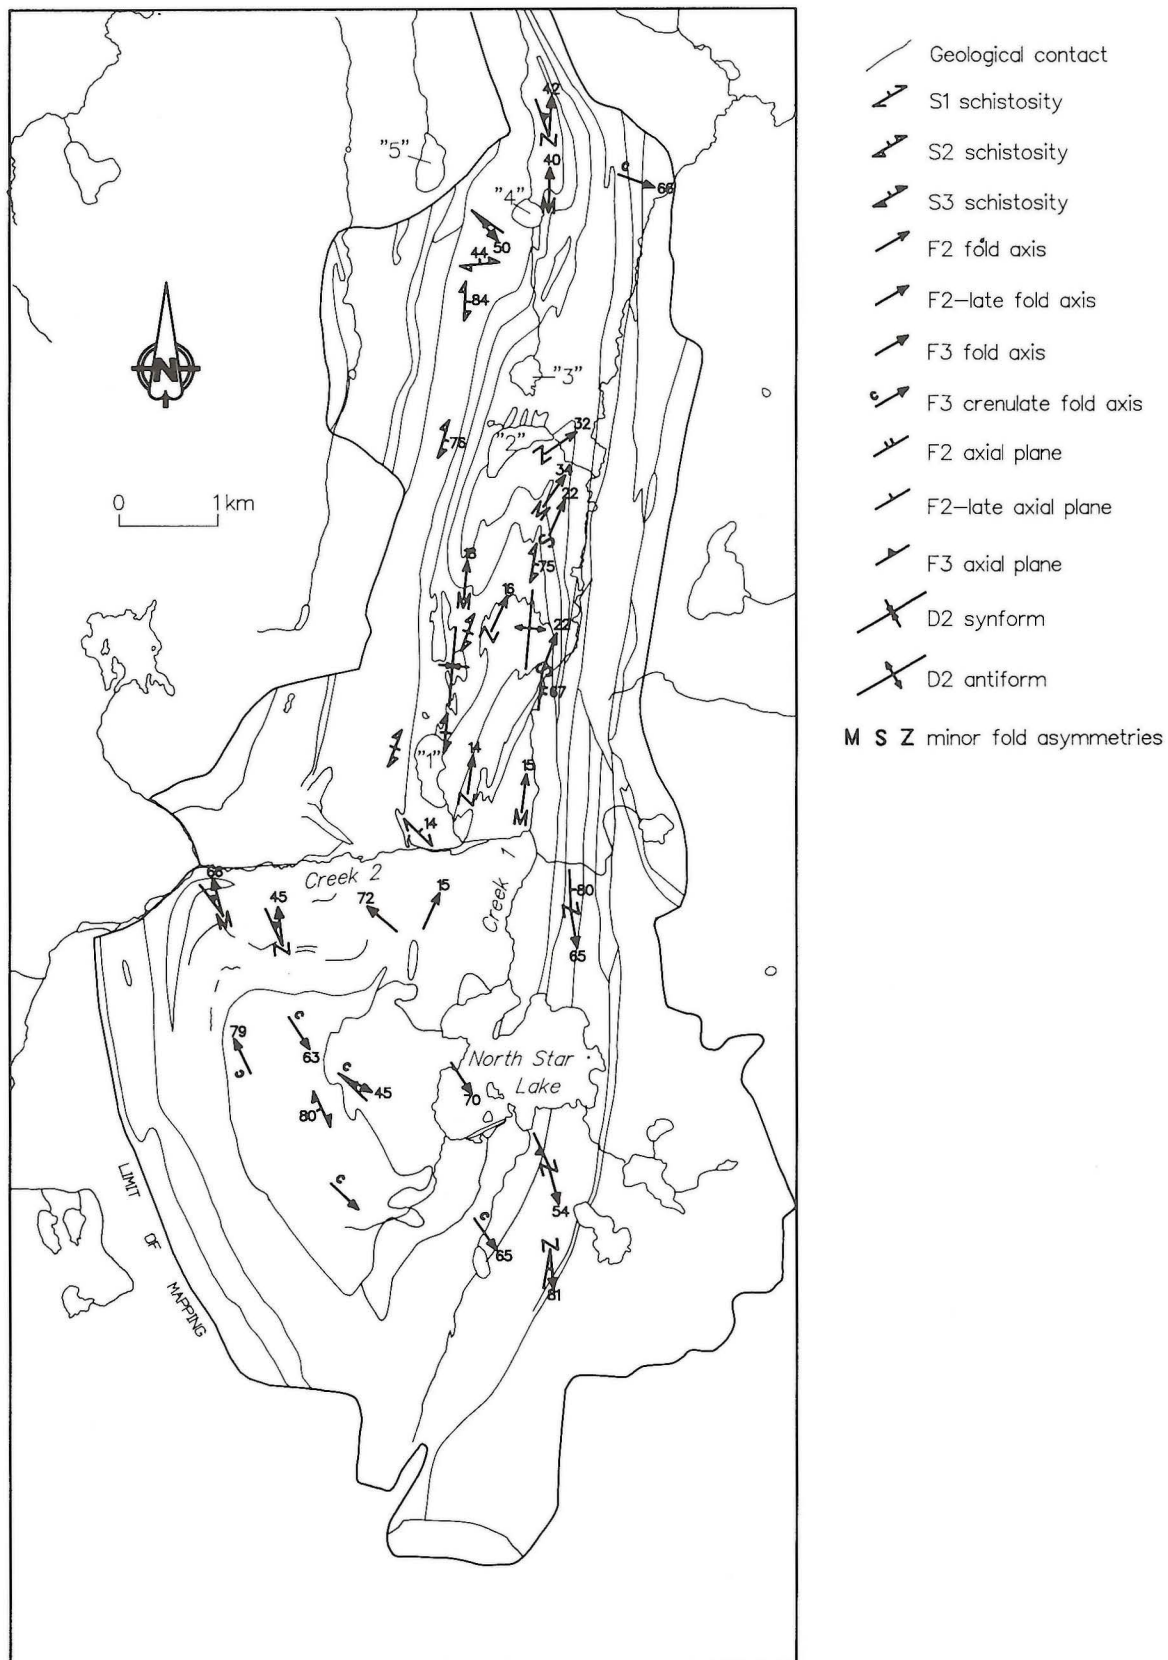 42
"5"
40
66
"4"
50
44
84
N
"3"
32
"2"
76
34
22
0 1km
18
75
16
22
67
"1"
14
15
14
Creek 2
Creek 1
68
45
72
15
80
65
79
63
North Star
Lake
45
70
80
LIMIT OF MAPPING
54
65
81
M
Z
S
c
Geological contact
S1 schistosity
S2 schistosity
S3 schistosity
F2 fold axis
F2-late fold axis
F3 fold axis
c
F3 crenulate fold axis
F2 axial plane
F2-late axial plane
F3 axial plane
D2 synform
D2 antiform
M S Z minor fold asymmetries